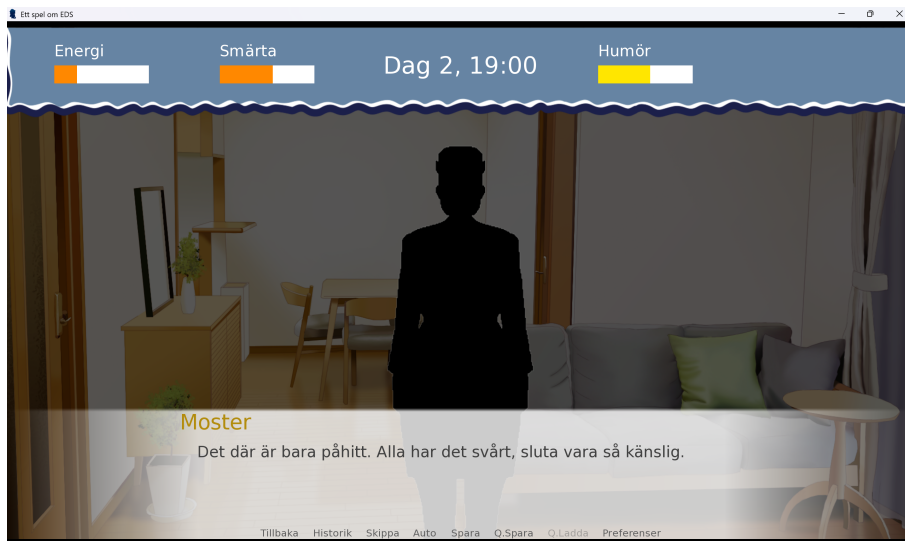 Ett spel om EDS
Energi
Smärta
Dag 2, 19:00
Humör
Moster
Det där är bara påhitt. Alla har det svårt, sluta vara så känslig.
Tillbaka Historik Skippa Auto Spara Q.Spara Q.Ladda Preferenser